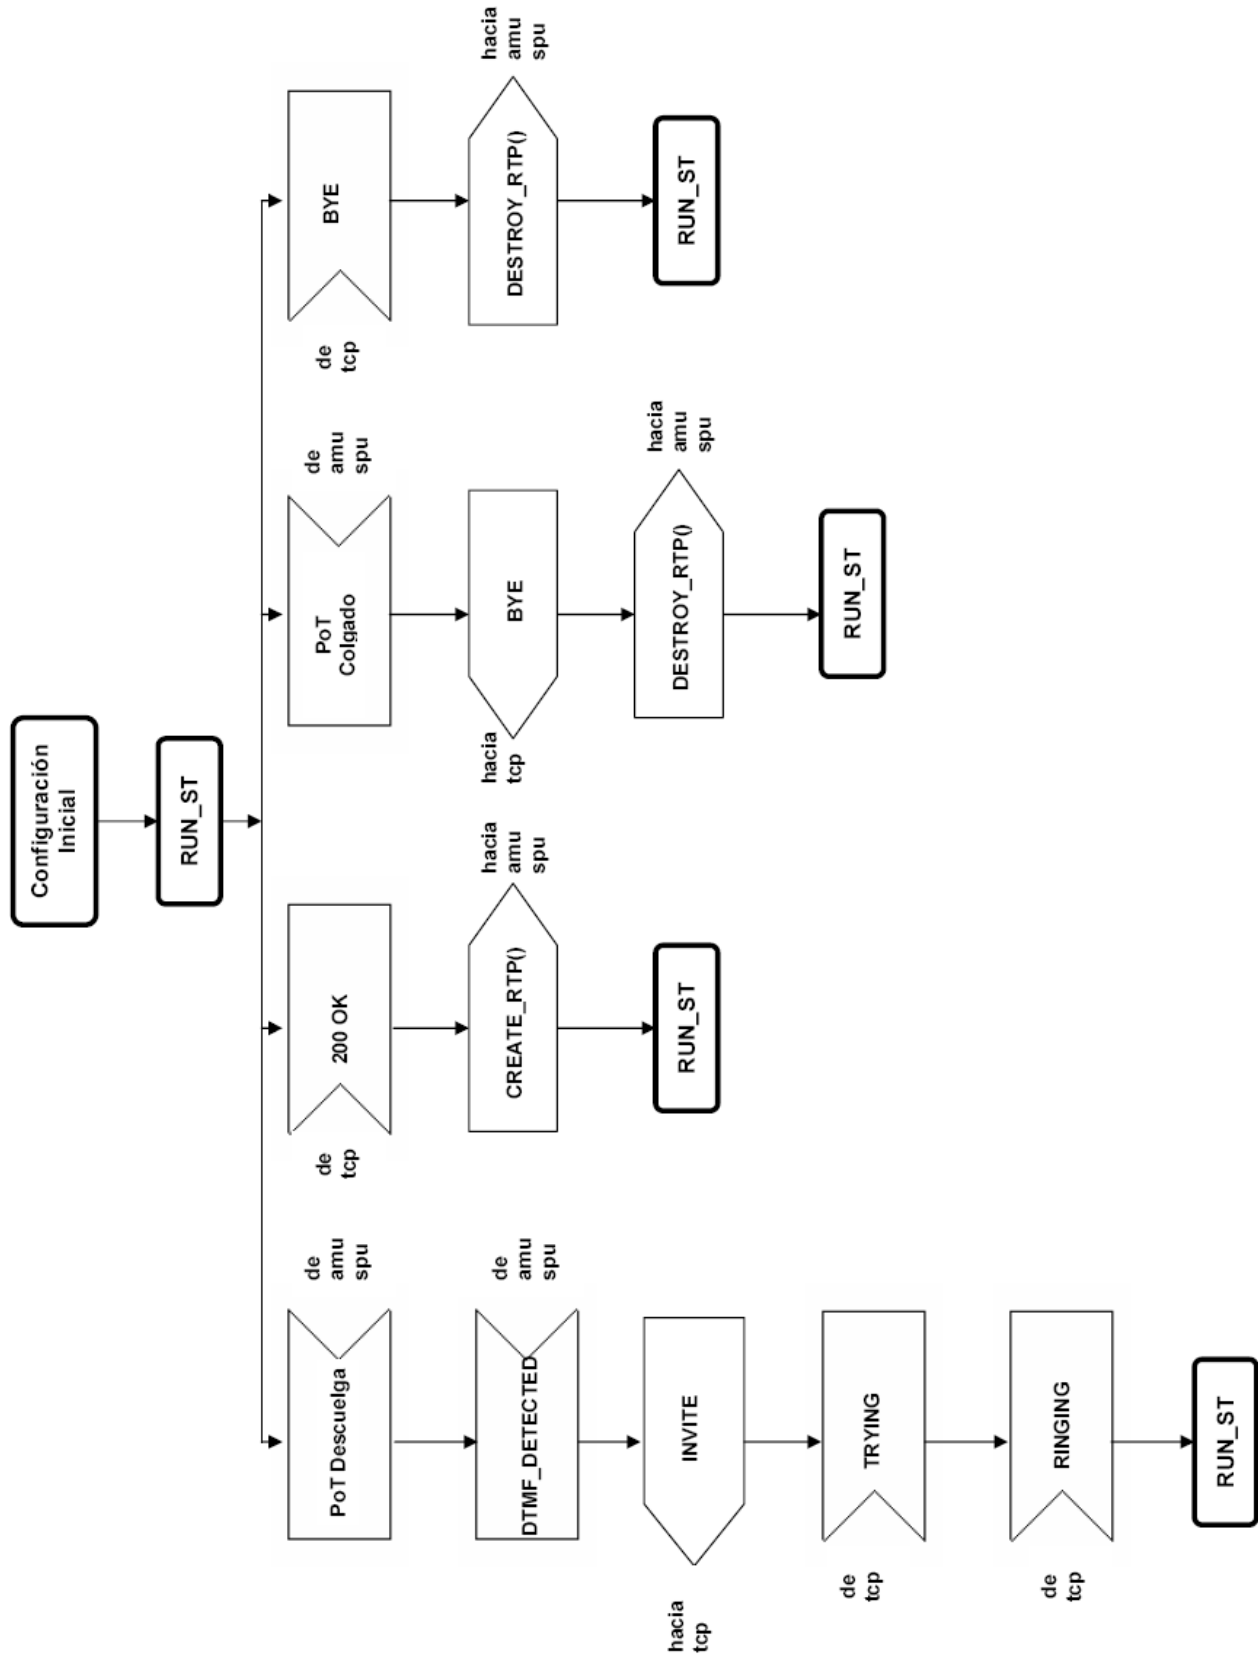 Configuración
Inicial
RUN_ST
PoT Descuelga
de
amu
spu
DTMF_DETECTED
de
amu
spu
INVITE
hacia
tcp
TRYING
de
tcp
RINGING
de
tcp
RUN_ST
200 OK
de
tcp
CREATE_RTP()
hacia
amu
spu
RUN_ST
PoT
Colgado
de
amu
spu
BYE
hacia
tcp
DESTROY_RTP()
hacia
amu
spu
RUN_ST
BYE
de
tcp
DESTROY_RTP()
hacia
amu
spu
RUN_ST